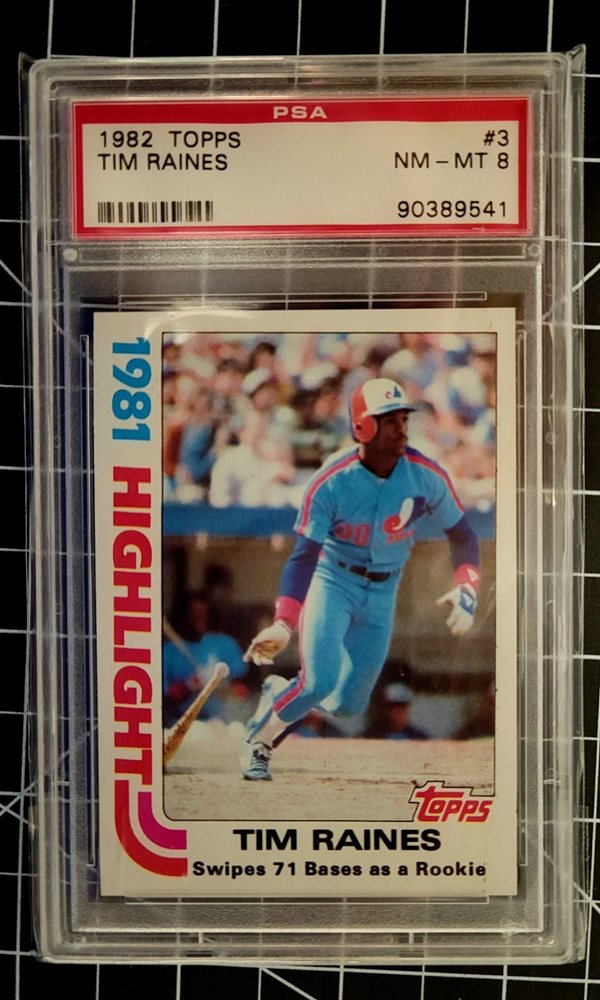 PSA
1982 TOPPS #3
TIM RAINES NM-MT 8
90389541
1981 HIGHLIGHT
30
TOPPS
TIM RAINES
Swipes 71 Bases as a Rookie